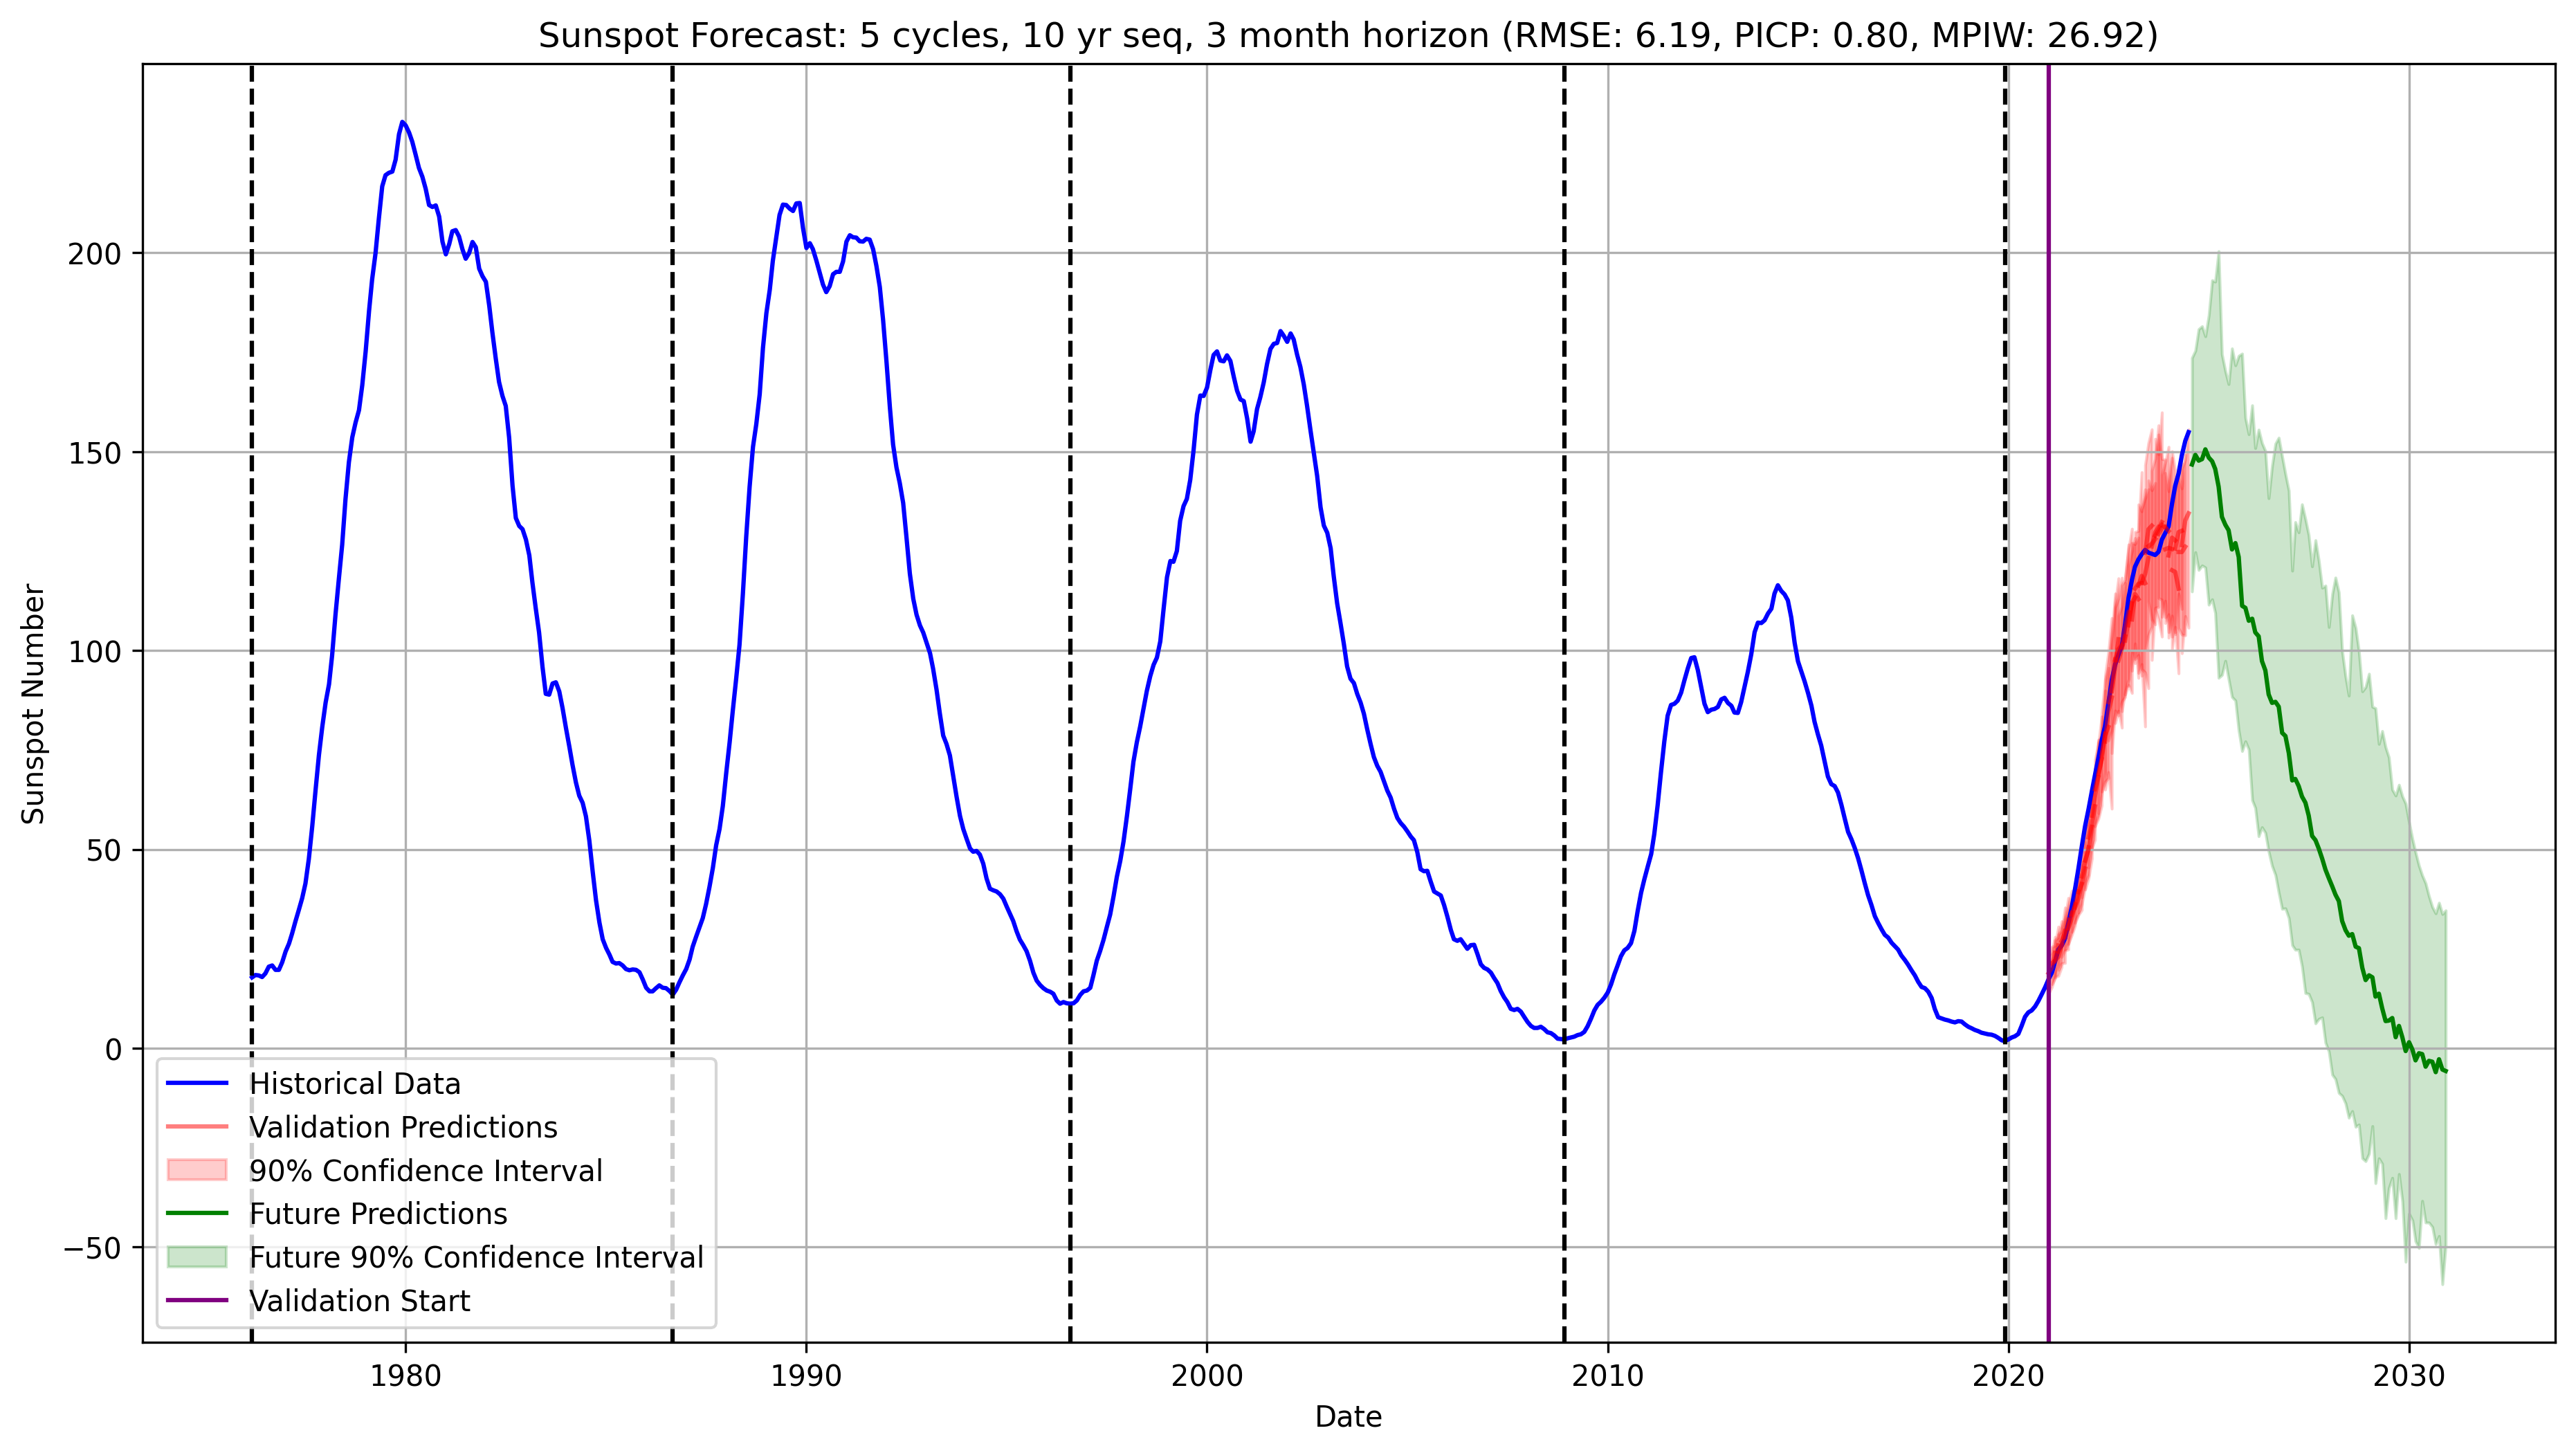 Sunspot Forecast: 5 cycles, 10 yr seq, 3 month horizon (RMSE: 6.19, PICP: 0.80, MPIW: 26.92)
Sunspot Number
200
150
100
50
0
−50
Historical Data
Validation Predictions
90% Confidence Interval
Future Predictions
Future 90% Confidence Interval
Validation Start
1980
1990
2000
2010
2020
2030
Date